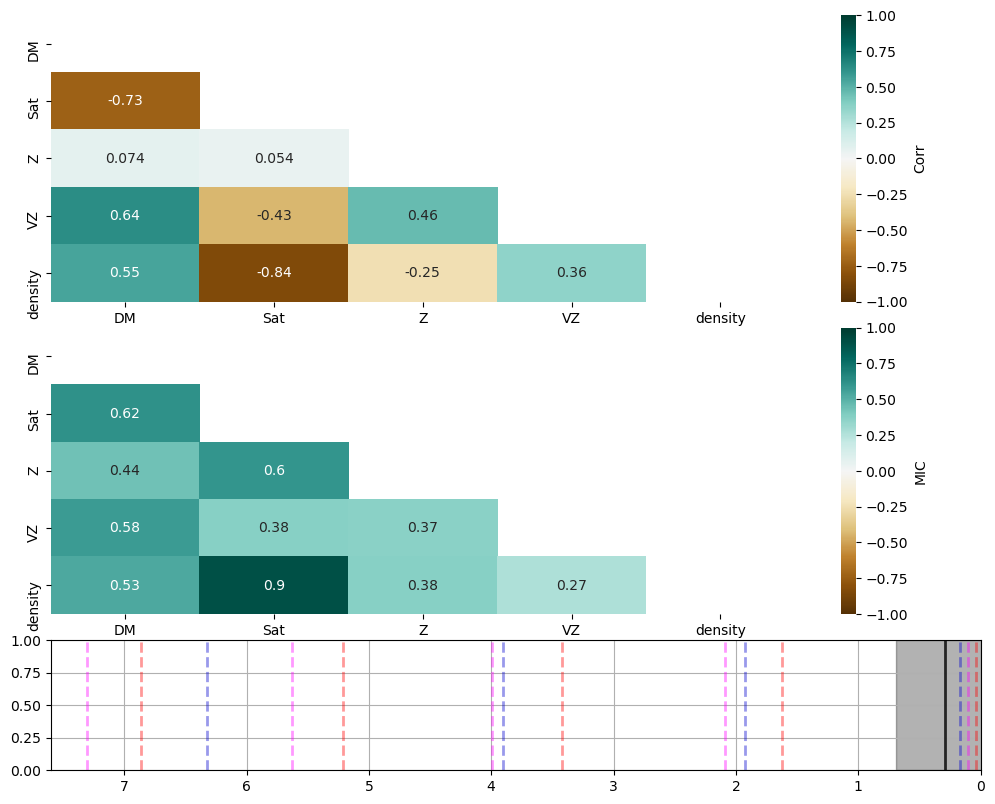 DM
Sat
-0.73
Z
0.074 0.054
VZ
0.64 -0.43 0.46
density
0.55 -0.84 -0.25 0.36
DM Sat Z VZ density
1.00
0.75
0.50
0.25
0.00
−0.25
−0.50
−0.75
−1.00
Corr
DM
Sat
0.62
Z
0.44 0.6
VZ
0.58 0.38 0.37
density
0.53 0.9 0.38 0.27
DM Sat Z VZ density
1.00
0.75
0.50
0.25
0.00
−0.25
−0.50
−0.75
−1.00
MIC
1.00
0.75
0.50
0.25
0.00
7 6 5 4 3 2 1 0